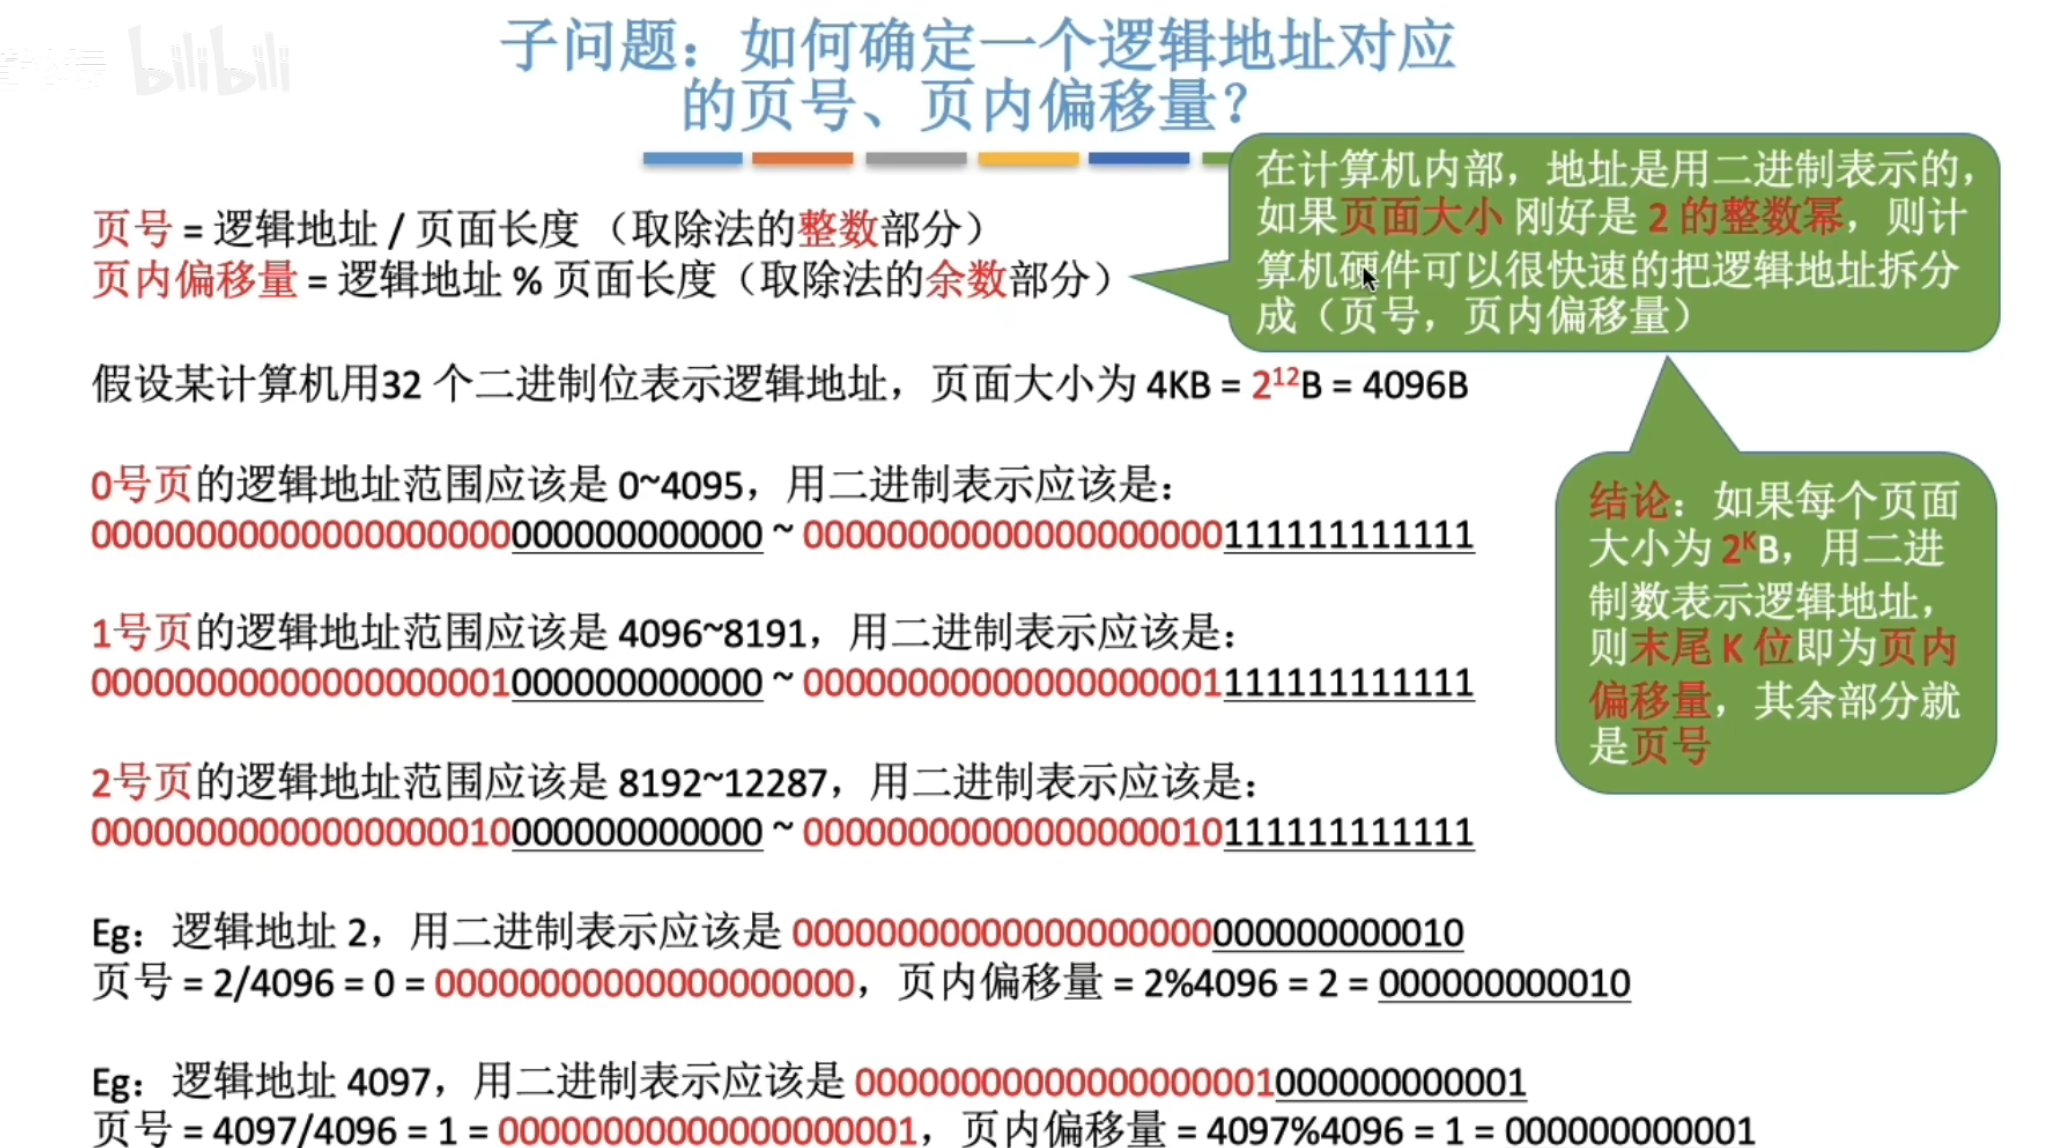 bilibili
子问题：如何确定一个逻辑地址对应
的页号、页内偏移量？
在计算机内部，地址是用二进制表示的，
如果页面大小 刚好是 2 的整数幂，则计
算机硬件可以很快速的把逻辑地址拆分
成（页号，页内偏移量）
页号 = 逻辑地址 / 页面长度 （取除法的整数部分）
页内偏移量 = 逻辑地址 % 页面长度（取除法的余数部分）
假设某计算机用32 个二进制位表示逻辑地址，页面大小为 4KB = 2¹²B = 4096B
0号页的逻辑地址范围应该是 0~4095，用二进制表示应该是：
00000000000000000000000000000000 ~ 00000000000000000000111111111111
1号页的逻辑地址范围应该是 4096~8191，用二进制表示应该是：
00000000000000000001000000000000 ~ 00000000000000000001111111111111
2号页的逻辑地址范围应该是 8192~12287，用二进制表示应该是：
00000000000000000010000000000000 ~ 00000000000000000010111111111111
结论：如果每个页面
大小为 2ᴷB，用二进
制数表示逻辑地址，
则末尾 K 位即为页内
偏移量，其余部分就
是页号
Eg：逻辑地址 2，用二进制表示应该是 00000000000000000000000000000010
页号 = 2/4096 = 0 = 00000000000000000000，页内偏移量 = 2%4096 = 2 = 000000000010
Eg：逻辑地址 4097，用二进制表示应该是 00000000000000000001000000000001
页号 = 4097/4096 = 1 = 00000000000000000001，页内偏移量 = 4097%4096 = 1 = 000000000001